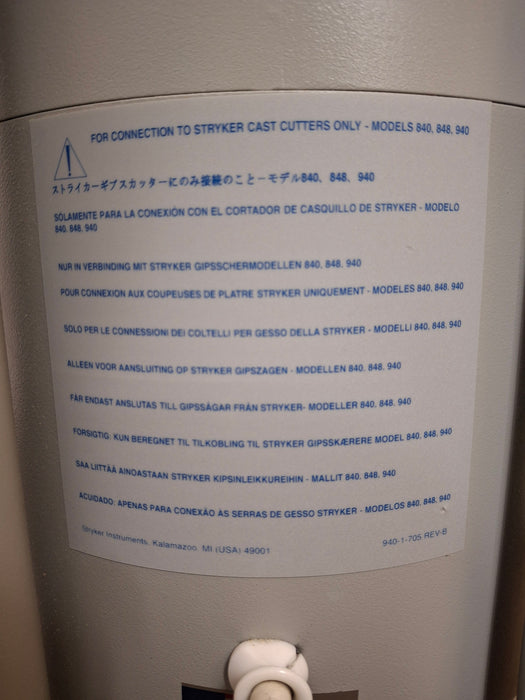 FOR CONNECTION TO STRYKER CAST CUTTERS ONLY - MODELS 840, 848, 940
ストライカーギプスカッターにのみ接続のこと－モデル840、848、940
SÓLAMENTE PARA LA CONEXIÓN CON EL CORTADOR DE CASQUILLO DE STRYKER - MODELO
840, 848, 940
NUR IN VERBINDING MIT STRYKER GIPSSCHERMODELLEN 840, 848, 940
POUR CONNEXION AUX COUPEUSES DE PLATRE STRYKER UNIQUEMENT - MODELES 840, 848, 940
SOLO PER LE CONNESSIONI DEI COLTELLI PER GESSO DELLA STRYKER - MODELLI 840, 848, 940
ALLEEN VOOR AANSLUITING OP STRYKER GIPSZAGEN - MODELLEN 840, 848, 940
FÅR ENDAST ANSLUTAS TILL GIPSSÅGAR FRÅN STRYKER- MODELLER 840, 848, 940
FORSIGTIG: KUN BEREGNET TIL TILKOBLING TIL STRYKER GIPSSKÆRERE MODEL 840, 848, 940
SAA LIITTÄÄ AINOASTAAN STRYKER KIPSINLEIKKUREIHIN - MALLIT 840, 848, 940
ACUIDADO: APENAS PARA CONEXÃO ÀS SERRAS DE GESSO STRYKER - MODELOS 840, 848, 940
Stryker Instruments, Kalamazoo, MI (USA) 49001
940-1-705 REV-B